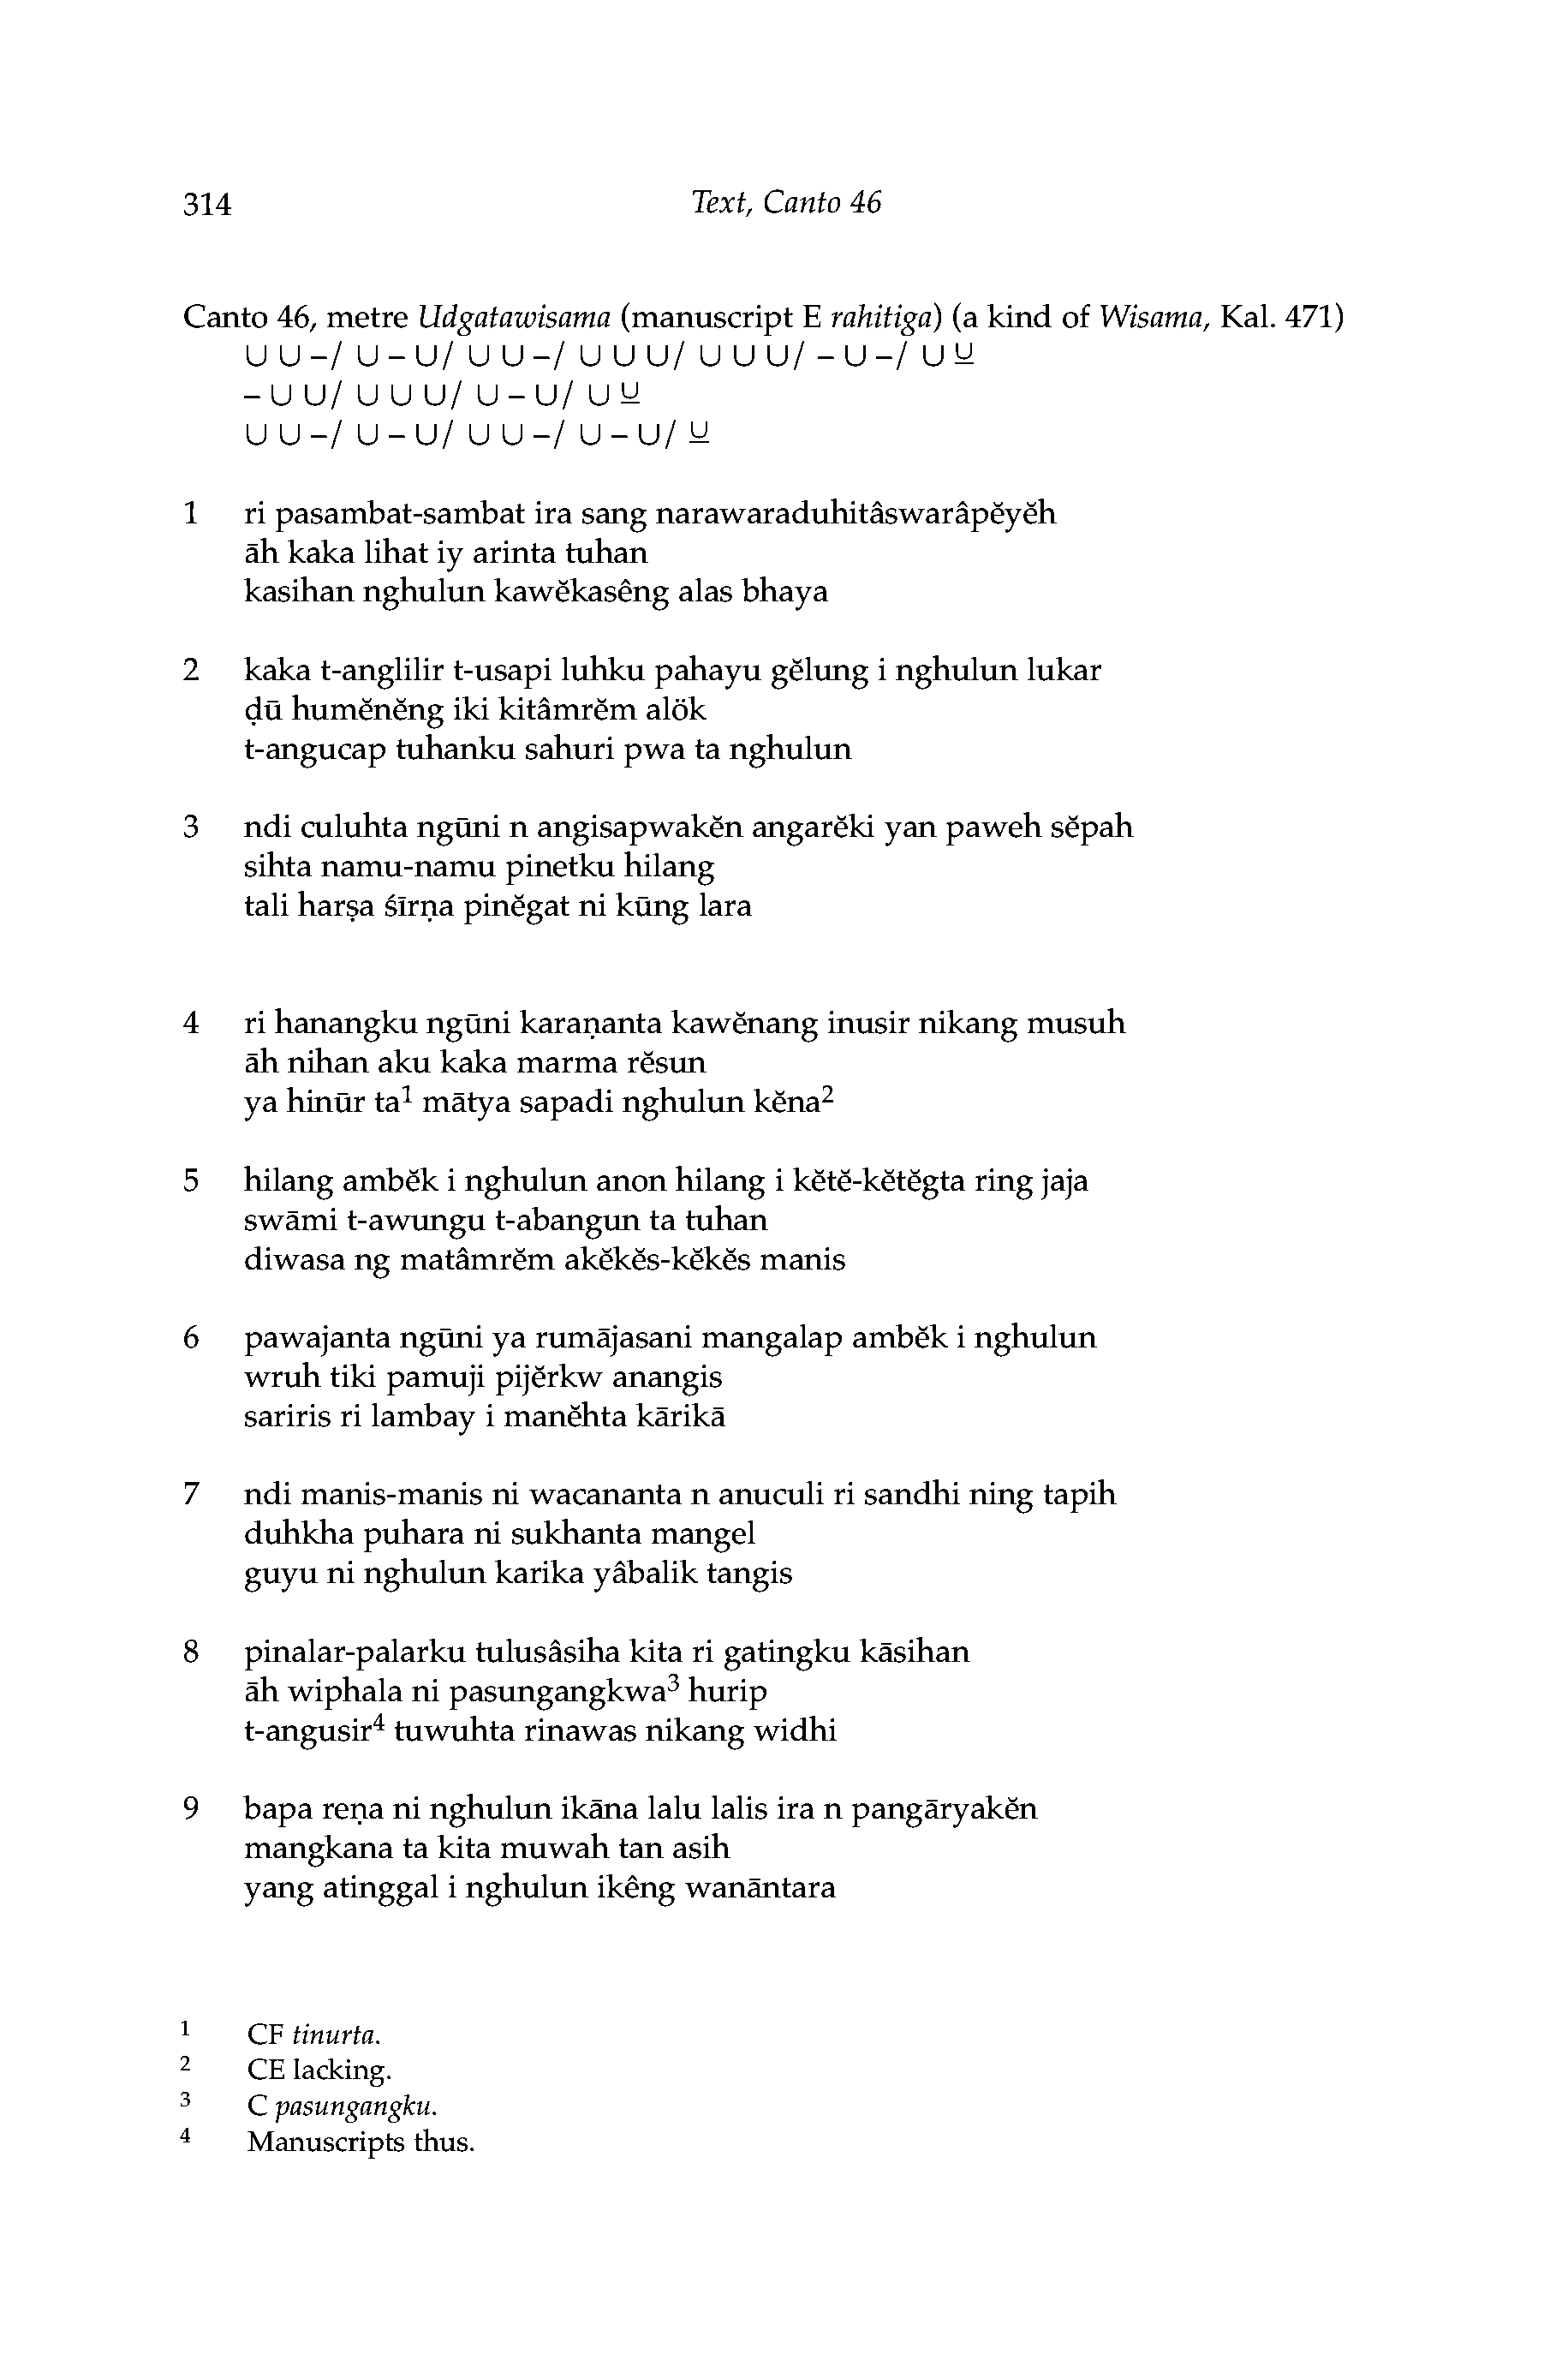 314 Text, Canto 46
Canto 46, metre Udgatawisama (manuscript E rahitiga) (a kind of Wisama, Kal. 471)
∪ ∪ –/ ∪ – ∪/ ∪ ∪ –/ ∪ ∪ ∪/ ∪ ∪ ∪/ – ∪ –/ ∪ ∪̲
– ∪ ∪/ ∪ ∪ ∪/ ∪ – ∪/ ∪ ∪̲
∪ ∪ –/ ∪ – ∪/ ∪ ∪ –/ ∪ – ∪/ ∪̲
1 ri pasambat-sambat ira sang narawaraduhitâswarâpĕyĕh
āh kaka lihat iy arinta tuhan
kasihan nghulun kawĕkasêng alas bhaya
2 kaka t-anglilir t-usapi luhku pahayu gĕlung i nghulun lukar
ḍū humĕnĕng iki kitâmrĕm alök
t-angucap tuhanku sahuri pwa ta nghulun
3 ndi culuhta ngūni n angisapwakĕn angarĕki yan paweh sĕpah
sihta namu-namu pinetku hilang
tali harṣa śīrṇa pinĕgat ni kūng lara
4 ri hanangku ngūni karaṇanta kawĕnang inusir nikang musuh
āh nihan aku kaka marma rĕsun
ya hinūr ta¹ mātya sapadi nghulun kĕna²
5 hilang ambĕk i nghulun anon hilang i kĕtĕ-kĕtĕgta ring jaja
swāmi t-awungu t-abangun ta tuhan
diwasa ng matâmrĕm akĕkĕs-kĕkĕs manis
6 pawajanta ngūni ya rumājasani mangalap ambĕk i nghulun
wruh tiki pamuji pijĕrkw anangis
sariris ri lambay i manĕhta kārikā
7 ndi manis-manis ni wacananta n anuculi ri sandhi ning tapih
duhkha puhara ni sukhanta mangel
guyu ni nghulun karika yâbalik tangis
8 pinalar-palarku tulusâsiha kita ri gatingku kāsihan
āh wiphala ni pasungangkwa³ hurip
t-angusir⁴ tuwuhta rinawas nikang widhi
9 bapa reṇa ni nghulun ikāna lalu lalis ira n pangāryakĕn
mangkana ta kita muwah tan asih
yang atinggal i nghulun ikêng wanāntara
1 CF tinurta.
2 CE lacking.
3 C pasungangku.
4 Manuscripts thus.